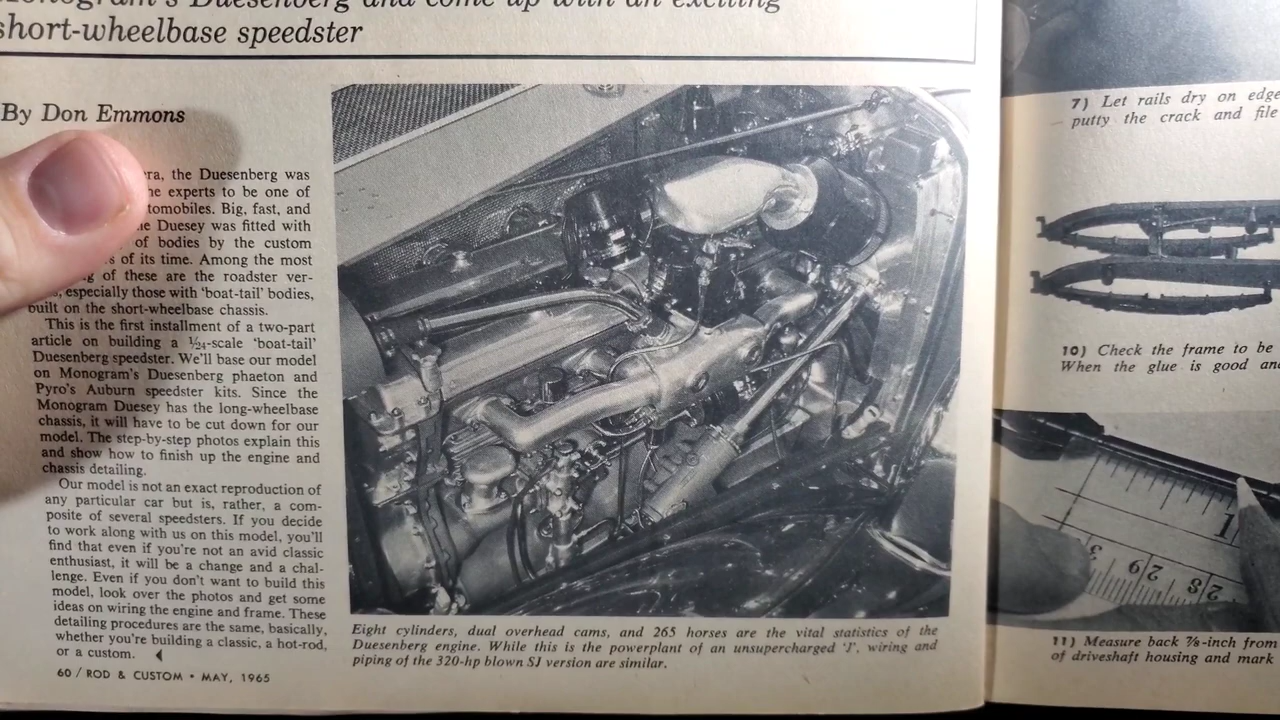 Monogram's Duesenberg and come up with an exciting
short-wheelbase speedster
By Don Emmons
the Duesenberg was
experts to be one of
Big, fast, and
Duesey was fitted with
of bodies by the custom
of its time. Among the most
of these are the roadster ver-
especially those with 'boat-tail' bodies,
built on the short-wheelbase chassis.
This is the first installment of a two-part
article on building a 1/24-scale 'boat-tail'
Duesenberg speedster. We'll base our model
on Monogram's Duesenberg phaeton and
Pyro's Auburn speedster kits. Since the
Monogram Duesey has the long-wheelbase
chassis, it will have to be cut down for our
model. The step-by-step photos explain this
and show how to finish up the engine and
chassis detailing.
Our model is not an exact reproduction of
any particular car but is, rather, a com-
posite of several speedsters. If you decide
to work along with us on this model, you'll
find that even if you're not an avid classic
enthusiast, it will be a change and a chal-
lenge. Even if you don't want to build this
model, look over the photos and get some
ideas on wiring the engine and frame. These
detailing procedures are the same, basically,
whether you're building a classic, a hot-rod,
or a custom.
60 / ROD & CUSTOM • MAY, 1965
Eight cylinders, dual overhead cams, and 265 horses are the vital statistics of the
Duesenberg engine. While this is the powerplant of an unsupercharged 'J', wiring and
piping of the 320-hp blown SJ version are similar.
7) Let rails dry on edge
putty the crack and file
10) Check the frame to be
When the glue is good
1
3
29
28
11) Measure back 7/8-inch from
of driveshaft housing and mark